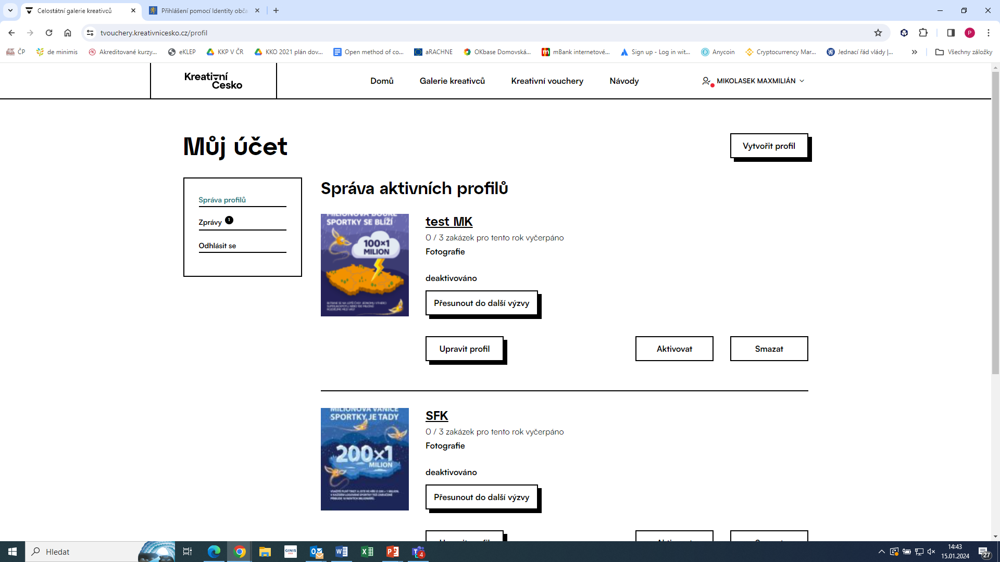 Celostátní galerie kreativců
Přihlášení pomocí Identity obča
tvouchery.kreativnicesko.cz/profil
P
ČP
de minimis
Akreditované kurzy...
eKLEP
KKP V ČR
KKO 2021 plán dov...
Open method of co...
aRACHNE
OKbase Domovská...
mBank internetové...
Sign up - Log in wit...
Anycoin
Cryptocurrency Mar...
Jednací řád vlády |...
»
Všechny záložky
Kreativní
Česko
Domů
Galerie kreativců
Kreativní vouchery
Návody
MIKOLASEK MAXMILIÁN
Můj účet
Vytvořit profil
Správa profilů
Zprávy 1
Odhlásit se
Správa aktivních profilů
SPORTKY SE BLÍŽÍ
100×1
MILION
test MK
0 / 3 zakázek pro tento rok vyčerpáno
Fotografie
deaktivováno
Přesunout do další výzvy
Upravit profil
Aktivovat
Smazat
MILIONOVÁ VÁNICE
SPORTKY JE TADY
200×1
MILION
SFK
0 / 3 zakázek pro tento rok vyčerpáno
Fotografie
deaktivováno
Přesunout do další výzvy
Hledat
GINIS
4
14:43
15.01.2024
27